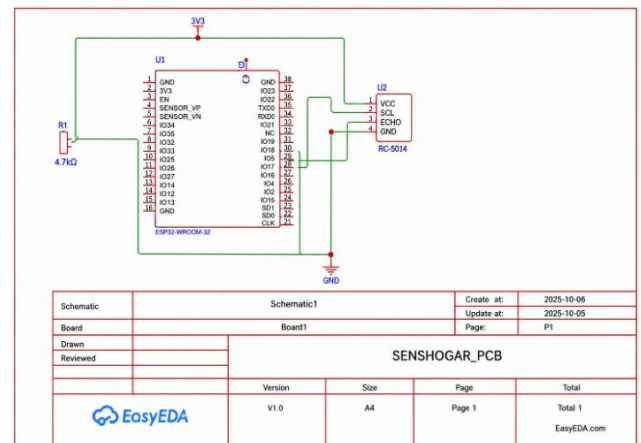 3V3
U1
U3
1 GND GND 38
2 3V3 IO23 37
3 EN IO22 36
4 SENSOR_VP TXD0 35
5 SENSOR_VN RXD0 34
6 IO34 IO21 33
7 IO35 NC 32
8 IO32 IO19 31
9 IO33 IO18 30
10 IO25 IO5 29
11 IO26 IO17 28
12 IO27 IO16 27
13 IO14 IO4 26
14 IO12 IO2 25
15 IO13 IO15 24
16 GND SD1 23
SD0 22
CLK 21
ESP32-WROOM-32
R1
4.7kΩ
U2
1 VCC
2 SCL
3 ECHO
4 GND
RC-5014
GND
Schematic Schematic1 Create at: 2025-10-06
Update at: 2025-10-05
Board Board1 Page: P1
Drawn
Reviewed
SENSHOGAR_PCB
Version Size Page Total
V1.0 A4 Page 1 Total 1
EasyEDA
EasyEDA.com